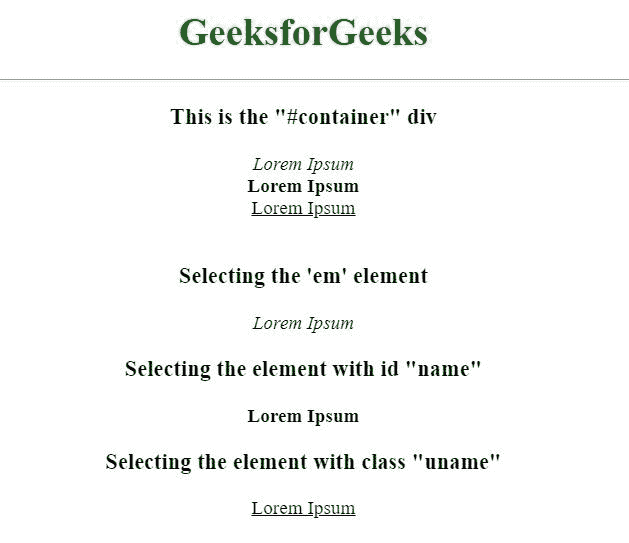 GeeksforGeeks
This is the "#container" div
Lorem Ipsum
Lorem Ipsum
Lorem Ipsum
Selecting the 'em' element
Lorem Ipsum
Selecting the element with id "name"
Lorem Ipsum
Selecting the element with class "uname"
Lorem Ipsum